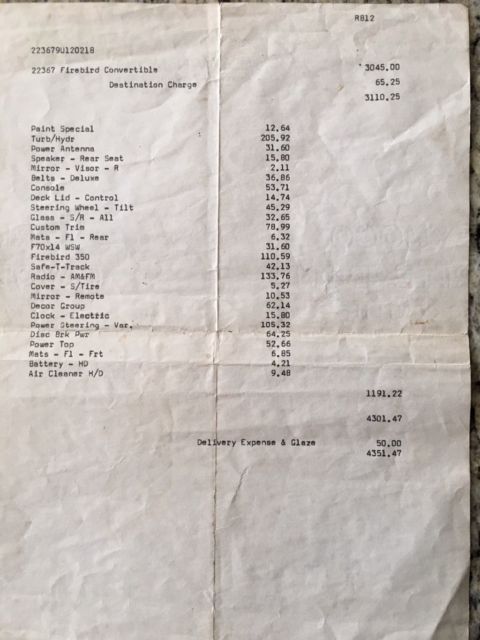 R812
223679U120218
22367 Firebird Convertible 3045.00
Destination Charge 65.25
3110.25
Paint Special 12.64
Turb/Hydr 205.92
Power Antenna 31.60
Speaker - Rear Seat 15.80
Mirror - Visor - R 2.11
Belts - Deluxe 36.86
Console 53.71
Deck Lid - Control 14.74
Steering Wheel - Tilt 45.29
Glass - S/R - All 32.65
Custom Trim 78.99
Mats - Fl - Rear 6.32
F70x14 WSW 31.60
Firebird 350 110.59
Safe-T-Track 42.13
Radio - AM&FM 133.76
Cover - S/Tire 5.27
Mirror - Remote 10.53
Decor Group 62.14
Clock - Electric 15.80
Power Steering - Var. 105.32
Disc Brk Pwr 64.25
Power Top 52.66
Mats - Fl - Frt 6.85
Battery - HD 4.21
Air Cleaner H/D 9.48
1191.22
4301.47
Delivery Expense & Glaze 50.00
4351.47